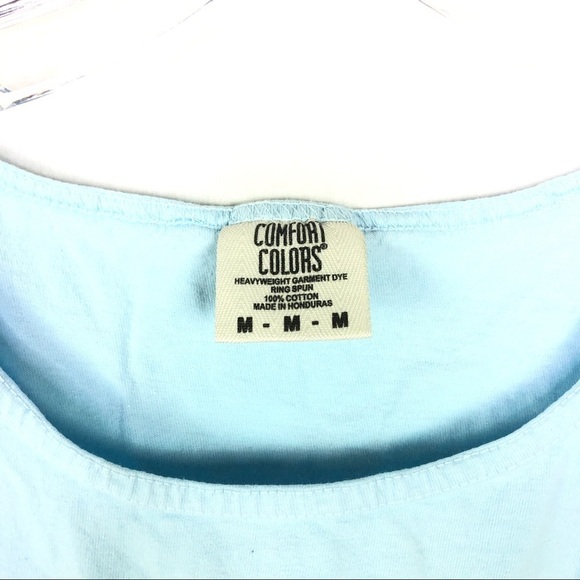 COMFORT
COLORS®
HEAVYWEIGHT GARMENT DYE
RING SPUN
100% COTTON
MADE IN HONDURAS
M - M - M